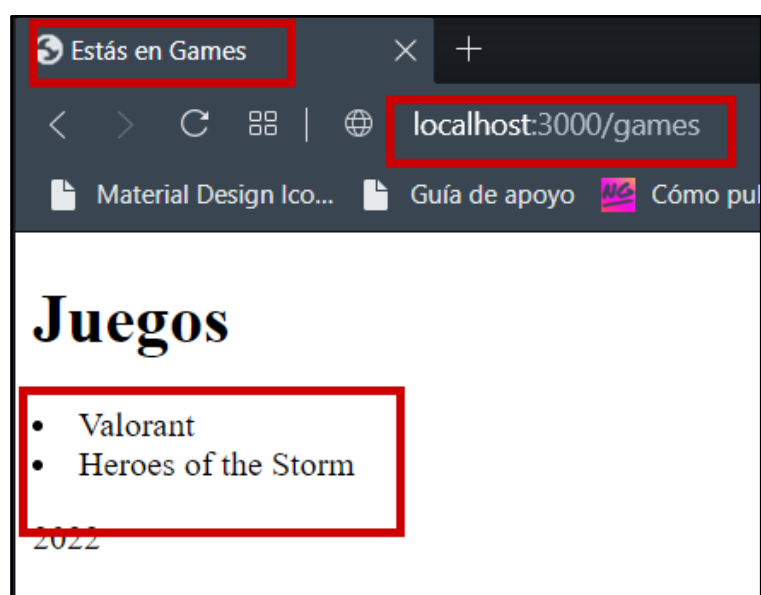 Estás en Games
localhost:3000/games
Material Design Ico... Guía de apoyo NG Cómo pul
Juegos
• Valorant
• Heroes of the Storm
2022